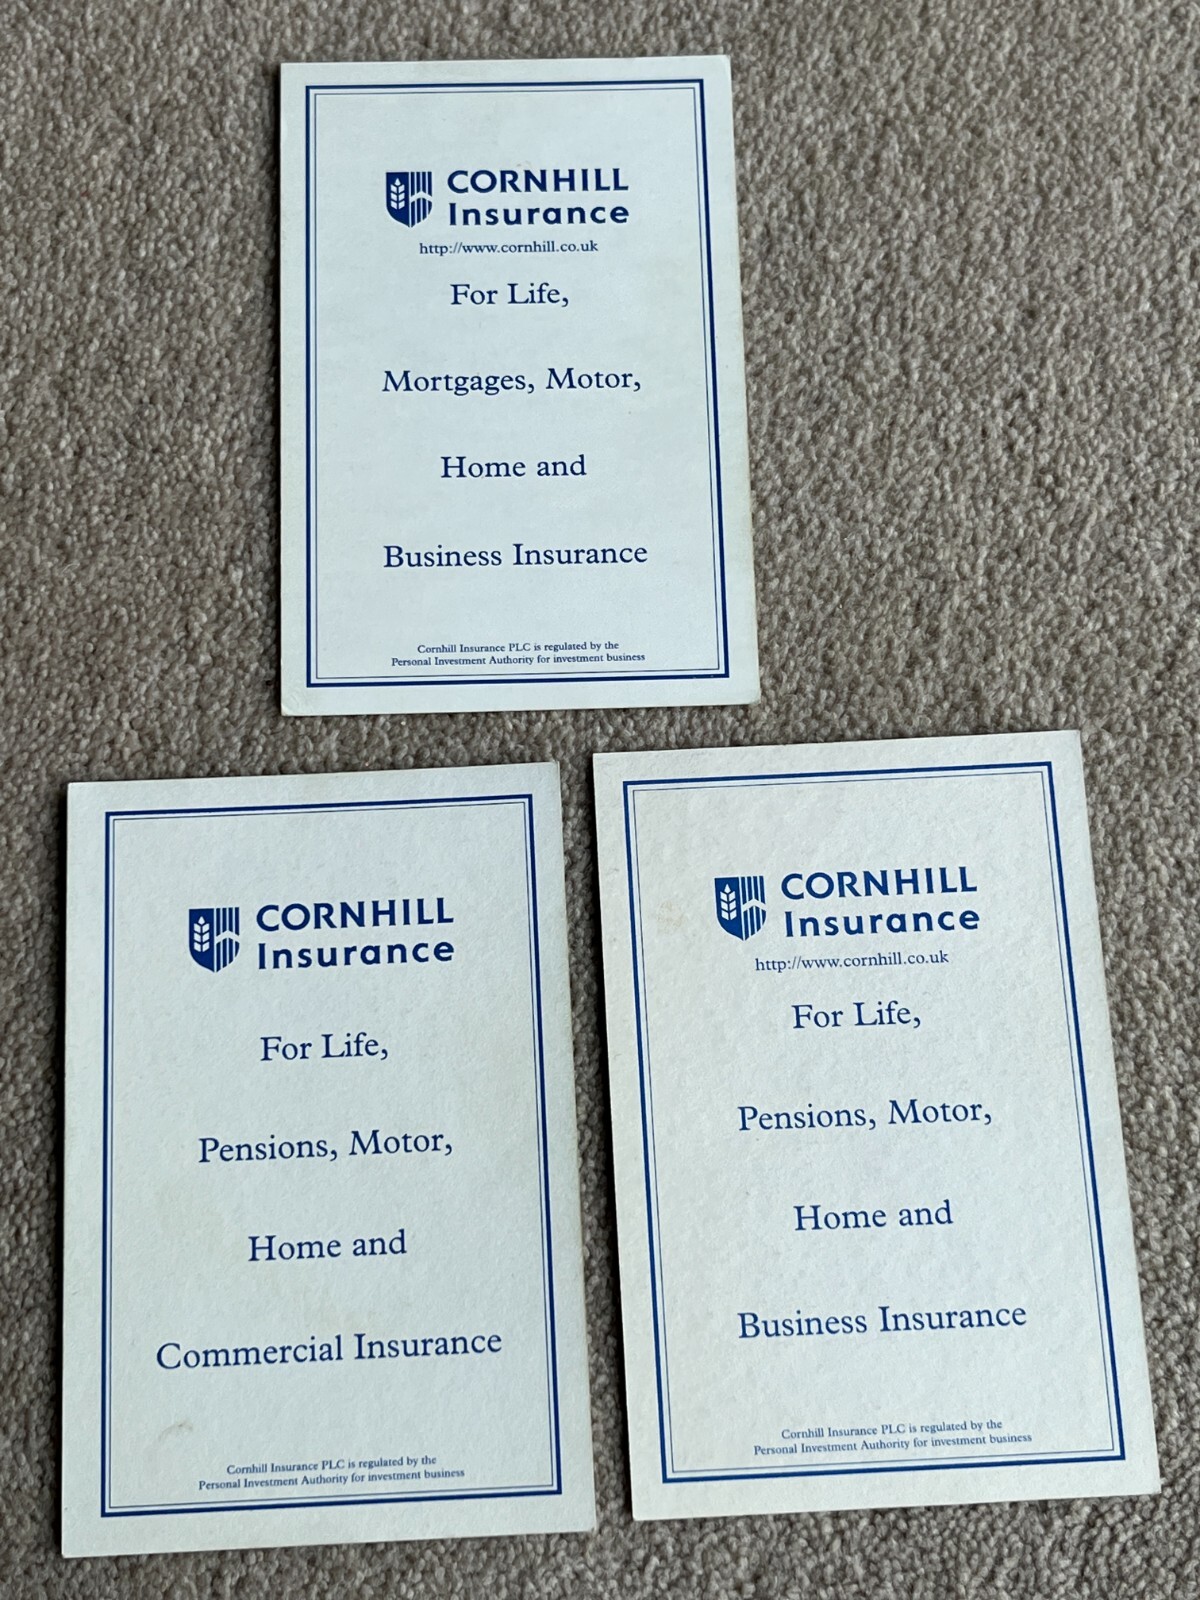 CORNHILL
Insurance
http://www.cornhill.co.uk
For Life,
Mortgages, Motor,
Home and
Business Insurance
Cornhill Insurance PLC is regulated by the
Personal Investment Authority for investment business
CORNHILL
Insurance
For Life,
Pensions, Motor,
Home and
Commercial Insurance
Cornhill Insurance PLC is regulated by the
Personal Investment Authority for investment business
CORNHILL
Insurance
http://www.cornhill.co.uk
For Life,
Pensions, Motor,
Home and
Business Insurance
Cornhill Insurance PLC is regulated by the
Personal Investment Authority for investment business